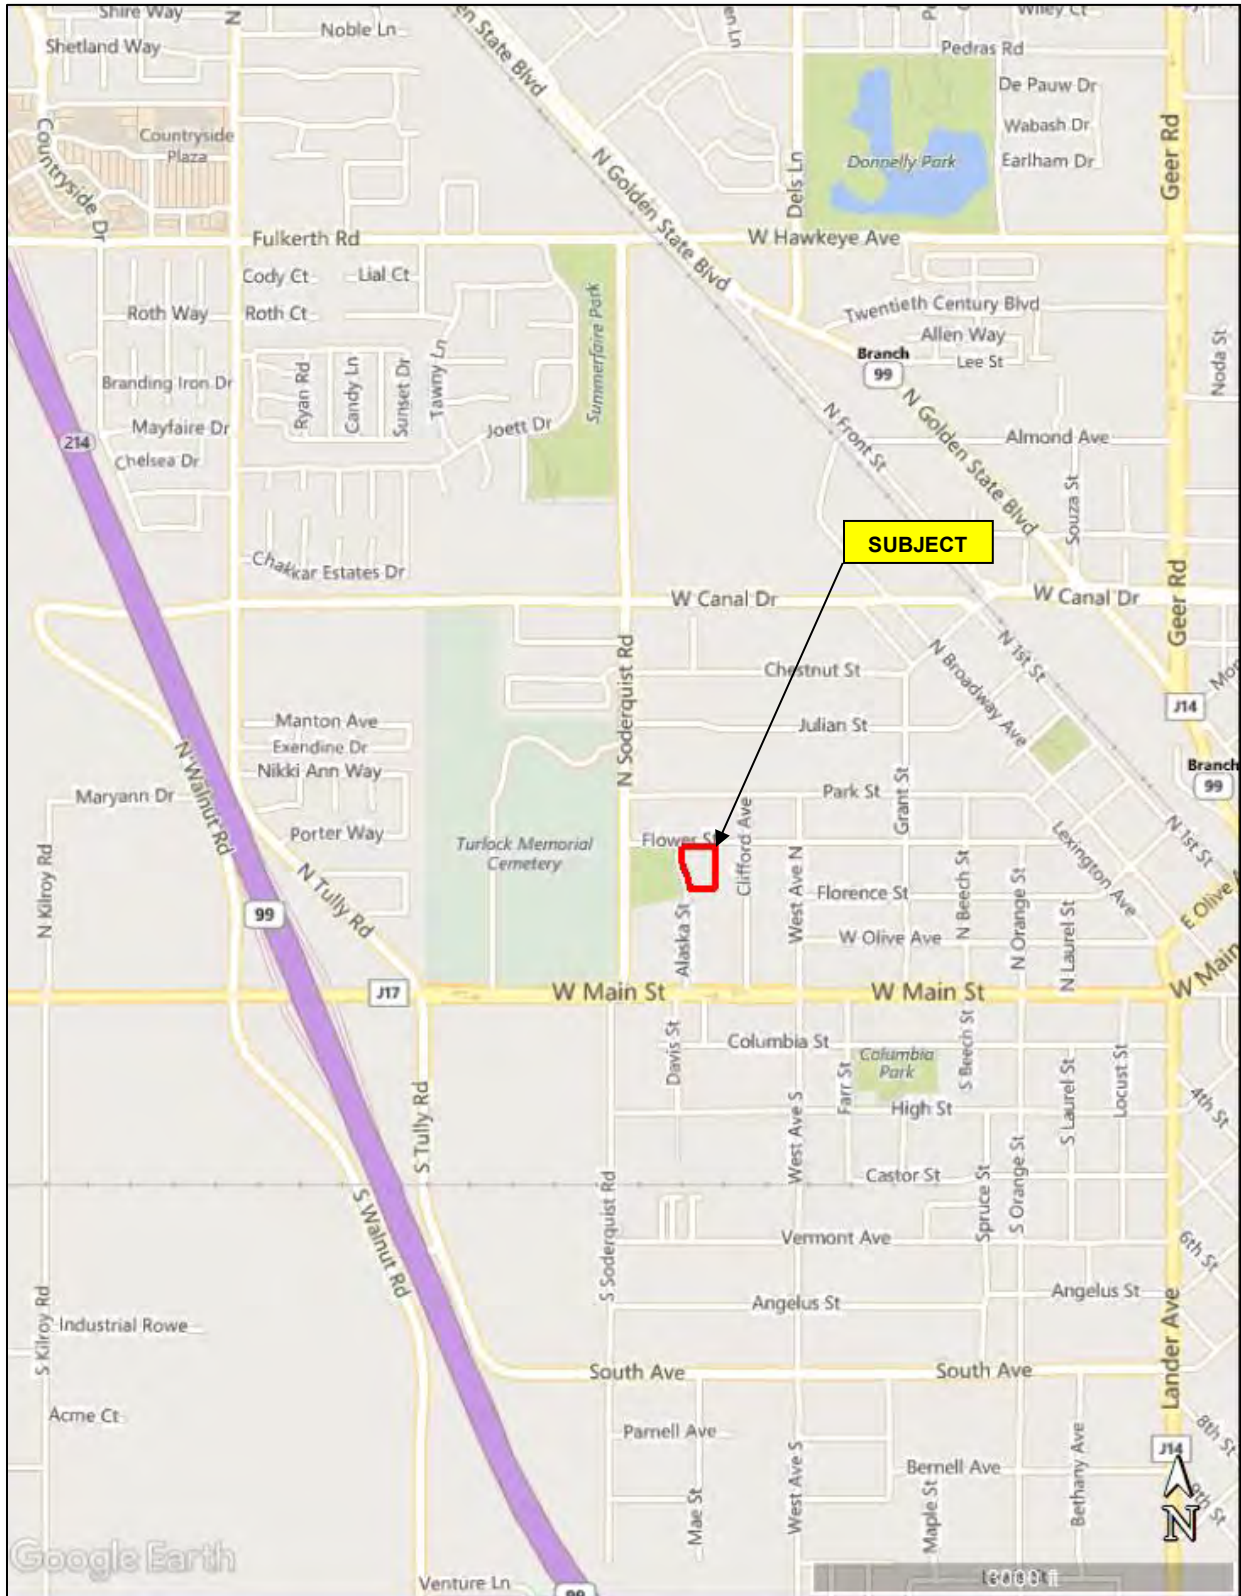 Shire Way
N
Noble Ln
en Ln
Wiley Ct
Shetland Way
en State Blvd
Pedras Rd
De Pauw Dr
Countryside
Plaza
Countryside Dr
Wabash Dr
Geer Rd
N Golden State Blvd
Donnelly Park
Earlham Dr
Dels Ln
Fulkerth Rd
W Hawkeye Ave
Cody Ct
Lial Ct
Summerfaire Park
Roth Way
Roth Ct
Twentieth Century Blvd
Allen Way
Branch
99
Lee St
Noda St
Branding Iron Dr
Ryan Rd
Candy Ln
Sunset Dr
Tawny Ln
N Front St
N Golden State Blvd
Mayfaire Dr
Joett Dr
Almond Ave
214
Chelsea Dr
Souza St
SUBJECT
Chakkar Estates Dr
W Canal Dr
W Canal Dr
Geer Rd
N Soderquist Rd
Chestnut St
N Broadway Ave
N 1st St
Manton Ave
Julian St
J14
Exendine Dr
N Walnut Rd
Nikki Ann Way
Branch
99
Maryann Dr
Park St
Grant St
Porter Way
Turlock Memorial
Cemetery
Flower S
Clifford Ave
Lexington Ave
N 1st St
N Kilroy Rd
N Tully Rd
West Ave N
Florence St
N Beech St
N Orange St
E Olive A
99
Alaska St
W Olive Ave
N Laurel St
J17
W Main St
W Main St
W Main
Davis St
Columbia St
Columbia
Park
S Beech St
Farr St
High St
S Laurel St
Locust St
4th St
S Tully Rd
West Ave S
Castor St
S Walnut Rd
S Soderquist Rd
Spruce St
S Orange St
Vermont Ave
6th St
Angelus St
Angelus St
S Kilroy Rd
Industrial Rowe
Lander Ave
South Ave
South Ave
Acme Ct
Parnell Ave
8th St
Bethany Ave
J14
Bernell Ave
Mae St
West Ave S
Maple St
9th St
N
Google Earth
Venture Ln
99